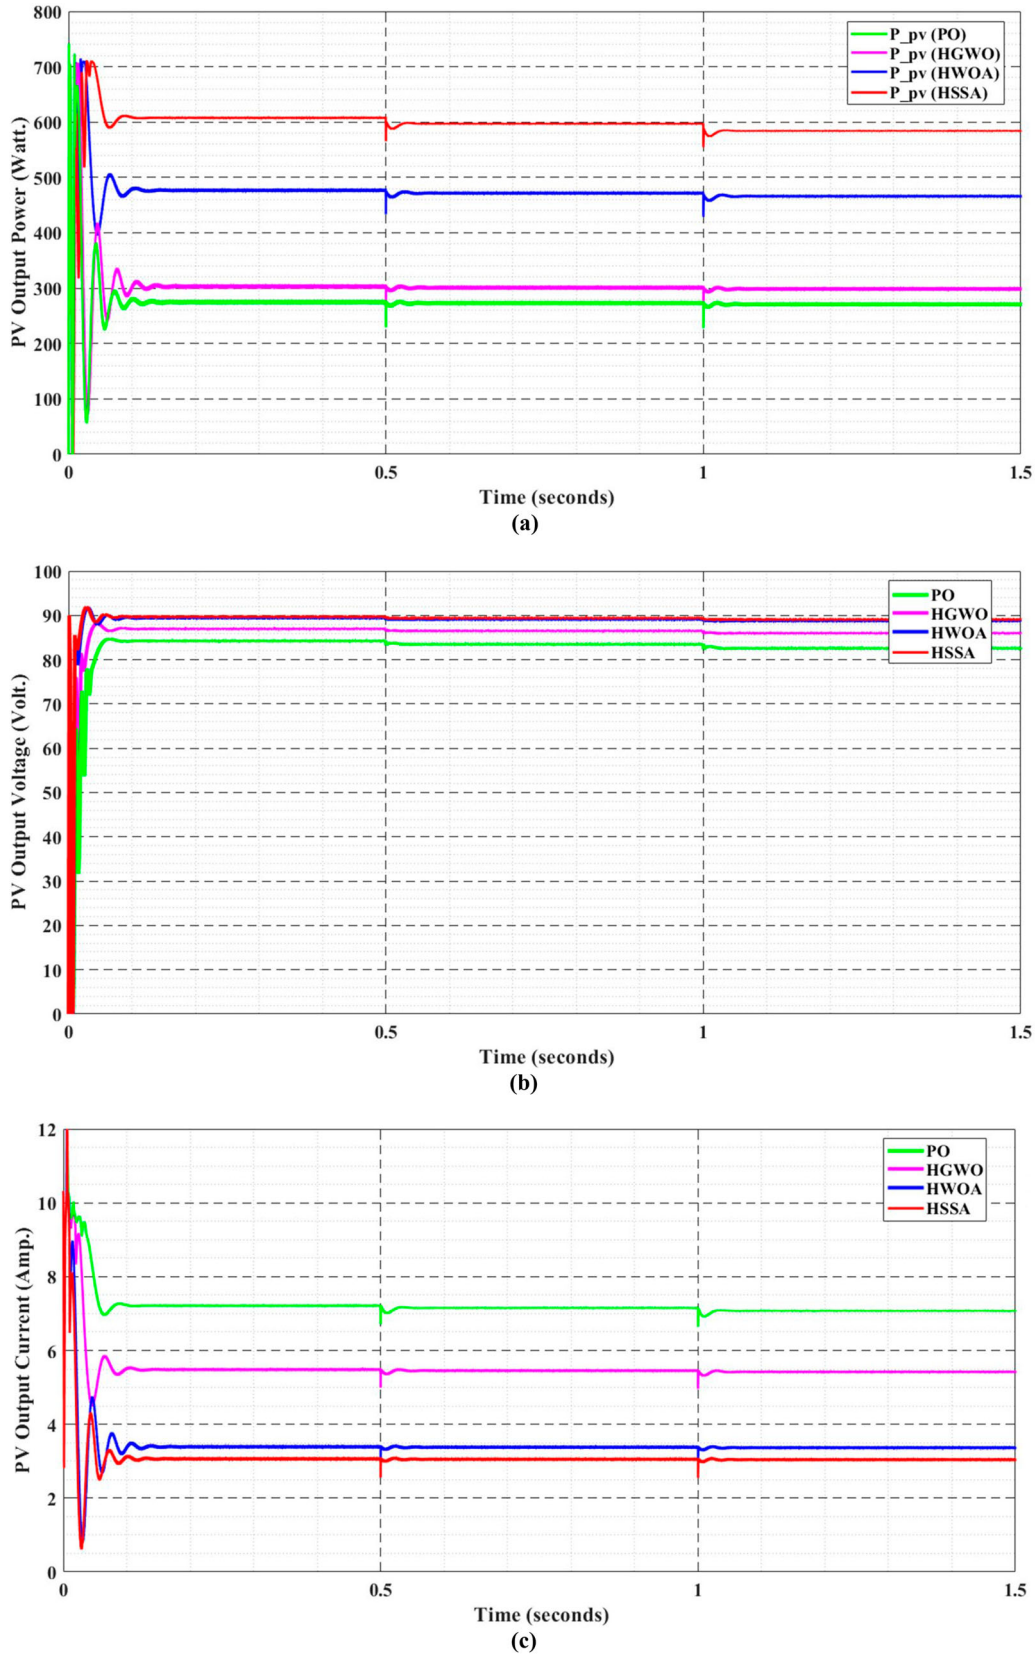 800
700
600
500
400
300
200
100
0
PV Output Power (Watt.)
P_pv (PO)
P_pv (HGWO)
P_pv (HWOA)
P_pv (HSSA)
0 0.5 1 1.5
Time (seconds)
(a)
100
90
80
70
60
50
40
30
20
10
0
PV Output Voltage (Volt.)
PO
HGWO
HWOA
HSSA
0 0.5 1 1.5
Time (seconds)
(b)
12
10
8
6
4
2
0
PV Output Current (Amp.)
PO
HGWO
HWOA
HSSA
0 0.5 1 1.5
Time (seconds)
(c)